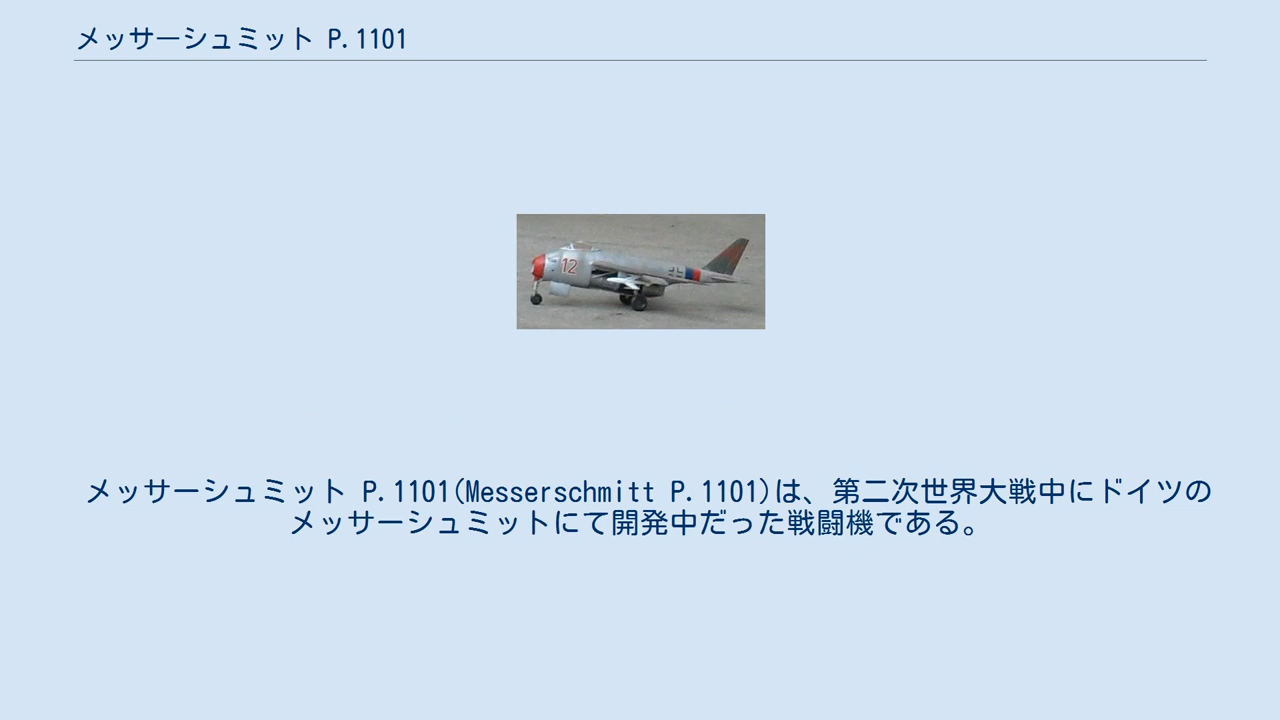 メッサーシュミット P.1101
12
メッサーシュミット P.1101(Messerschmitt P.1101)は、第二次世界大戦中にドイツの
メッサーシュミットにて開発中だった戦闘機である。